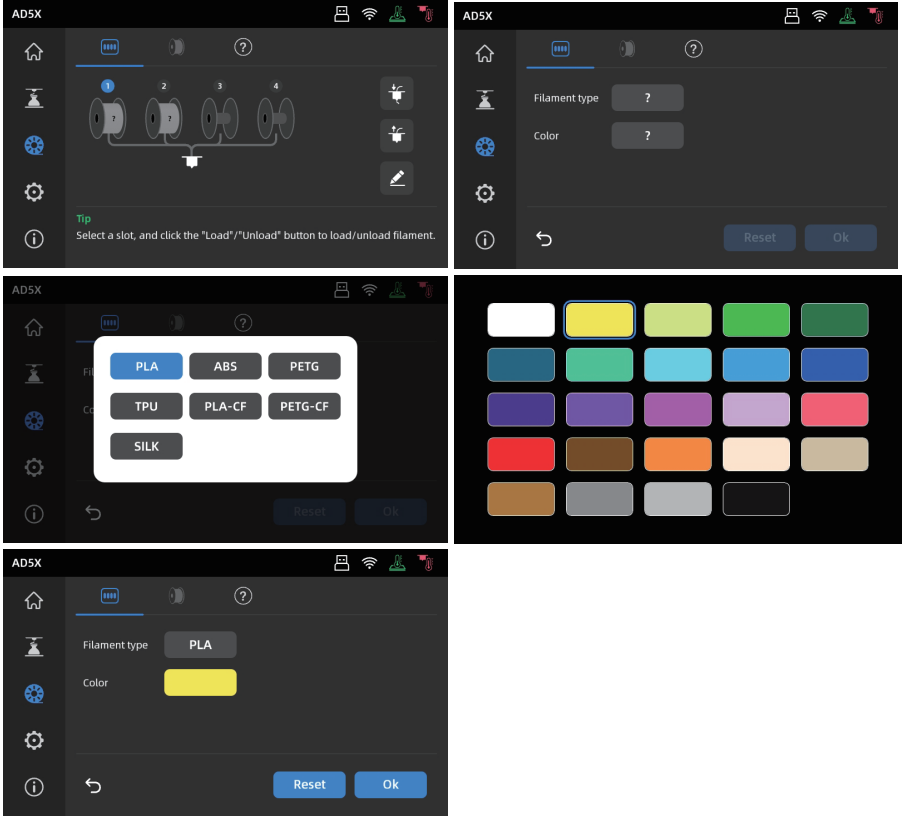 AD5X
?
1 2 3 4
? ?
Tip
Select a slot, and click the "Load"/"Unload" button to load/unload filament.
AD5X
?
Filament type ?
Color ?
Reset Ok
AD5X
?
Fil
Co
PLA ABS PETG
TPU PLA-CF PETG-CF
SILK
Reset Ok
AD5X
?
Filament type PLA
Color
Reset Ok